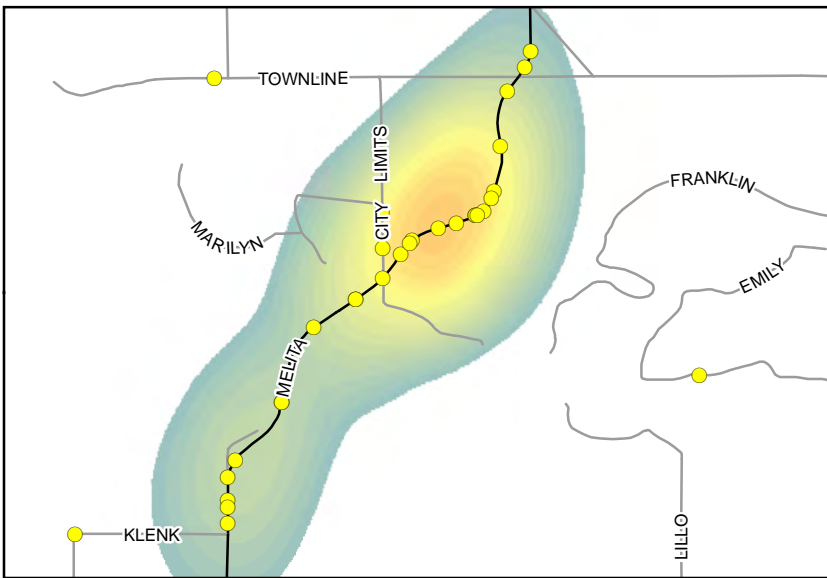 TOWNLINE
CITY LIMITS
FRANKLIN
MARILYN
EMILY
MELITA
KLENK
LILLO